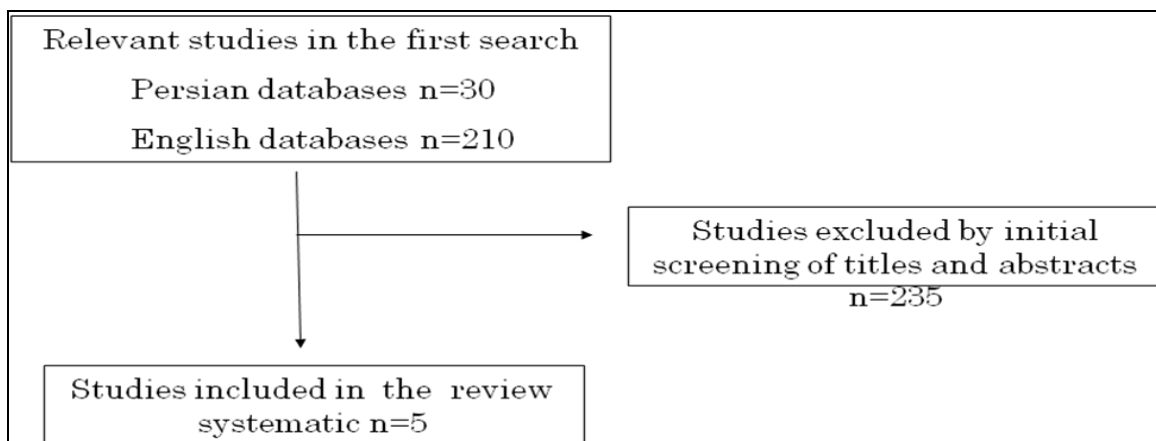 Relevant studies in the first search
Persian databases n=30
English databases n=210
Studies excluded by initial
screening of titles and abstracts
n=235
Studies included in the review
systematic n=5